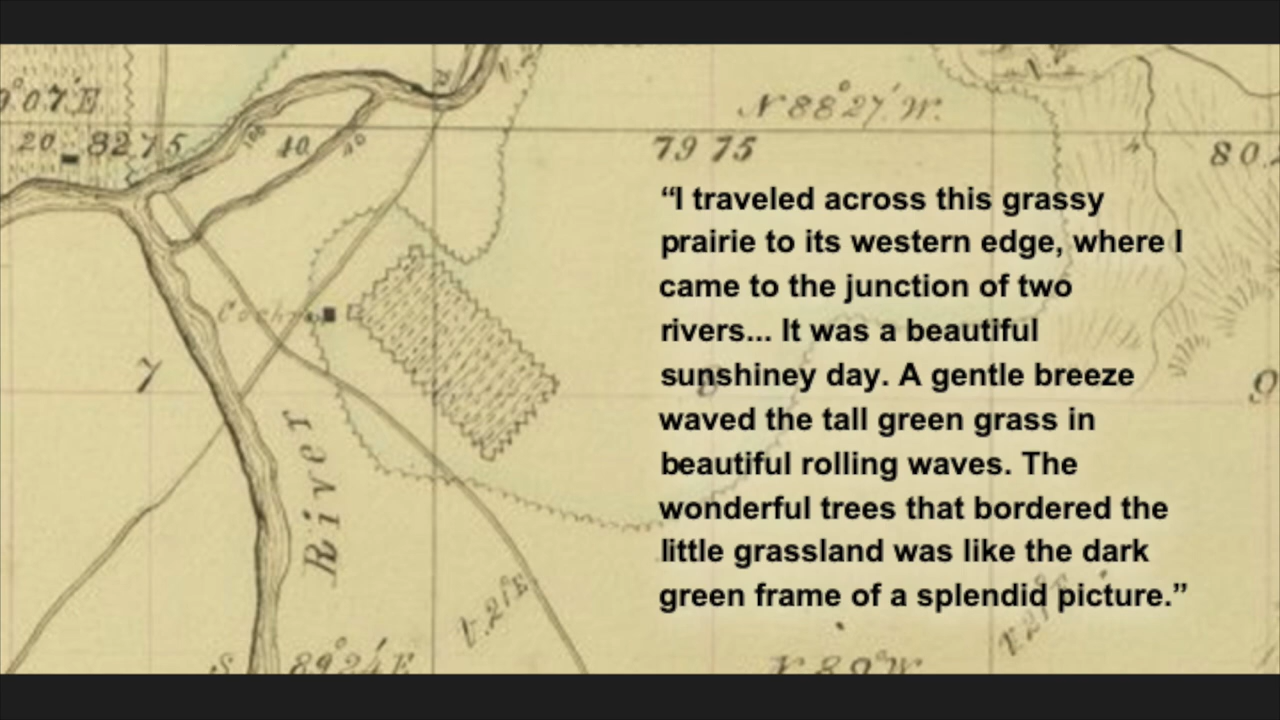 N 88°27' W.
20 82 75
40
79 75
“I traveled across this grassy
prairie to its western edge, where I
came to the junction of two
rivers... It was a beautiful
sunshiney day. A gentle breeze
waved the tall green grass in
beautiful rolling waves. The
wonderful trees that bordered the
little grassland was like the dark
green frame of a splendid picture.”
7
River
V.21°E
S 89°24' E